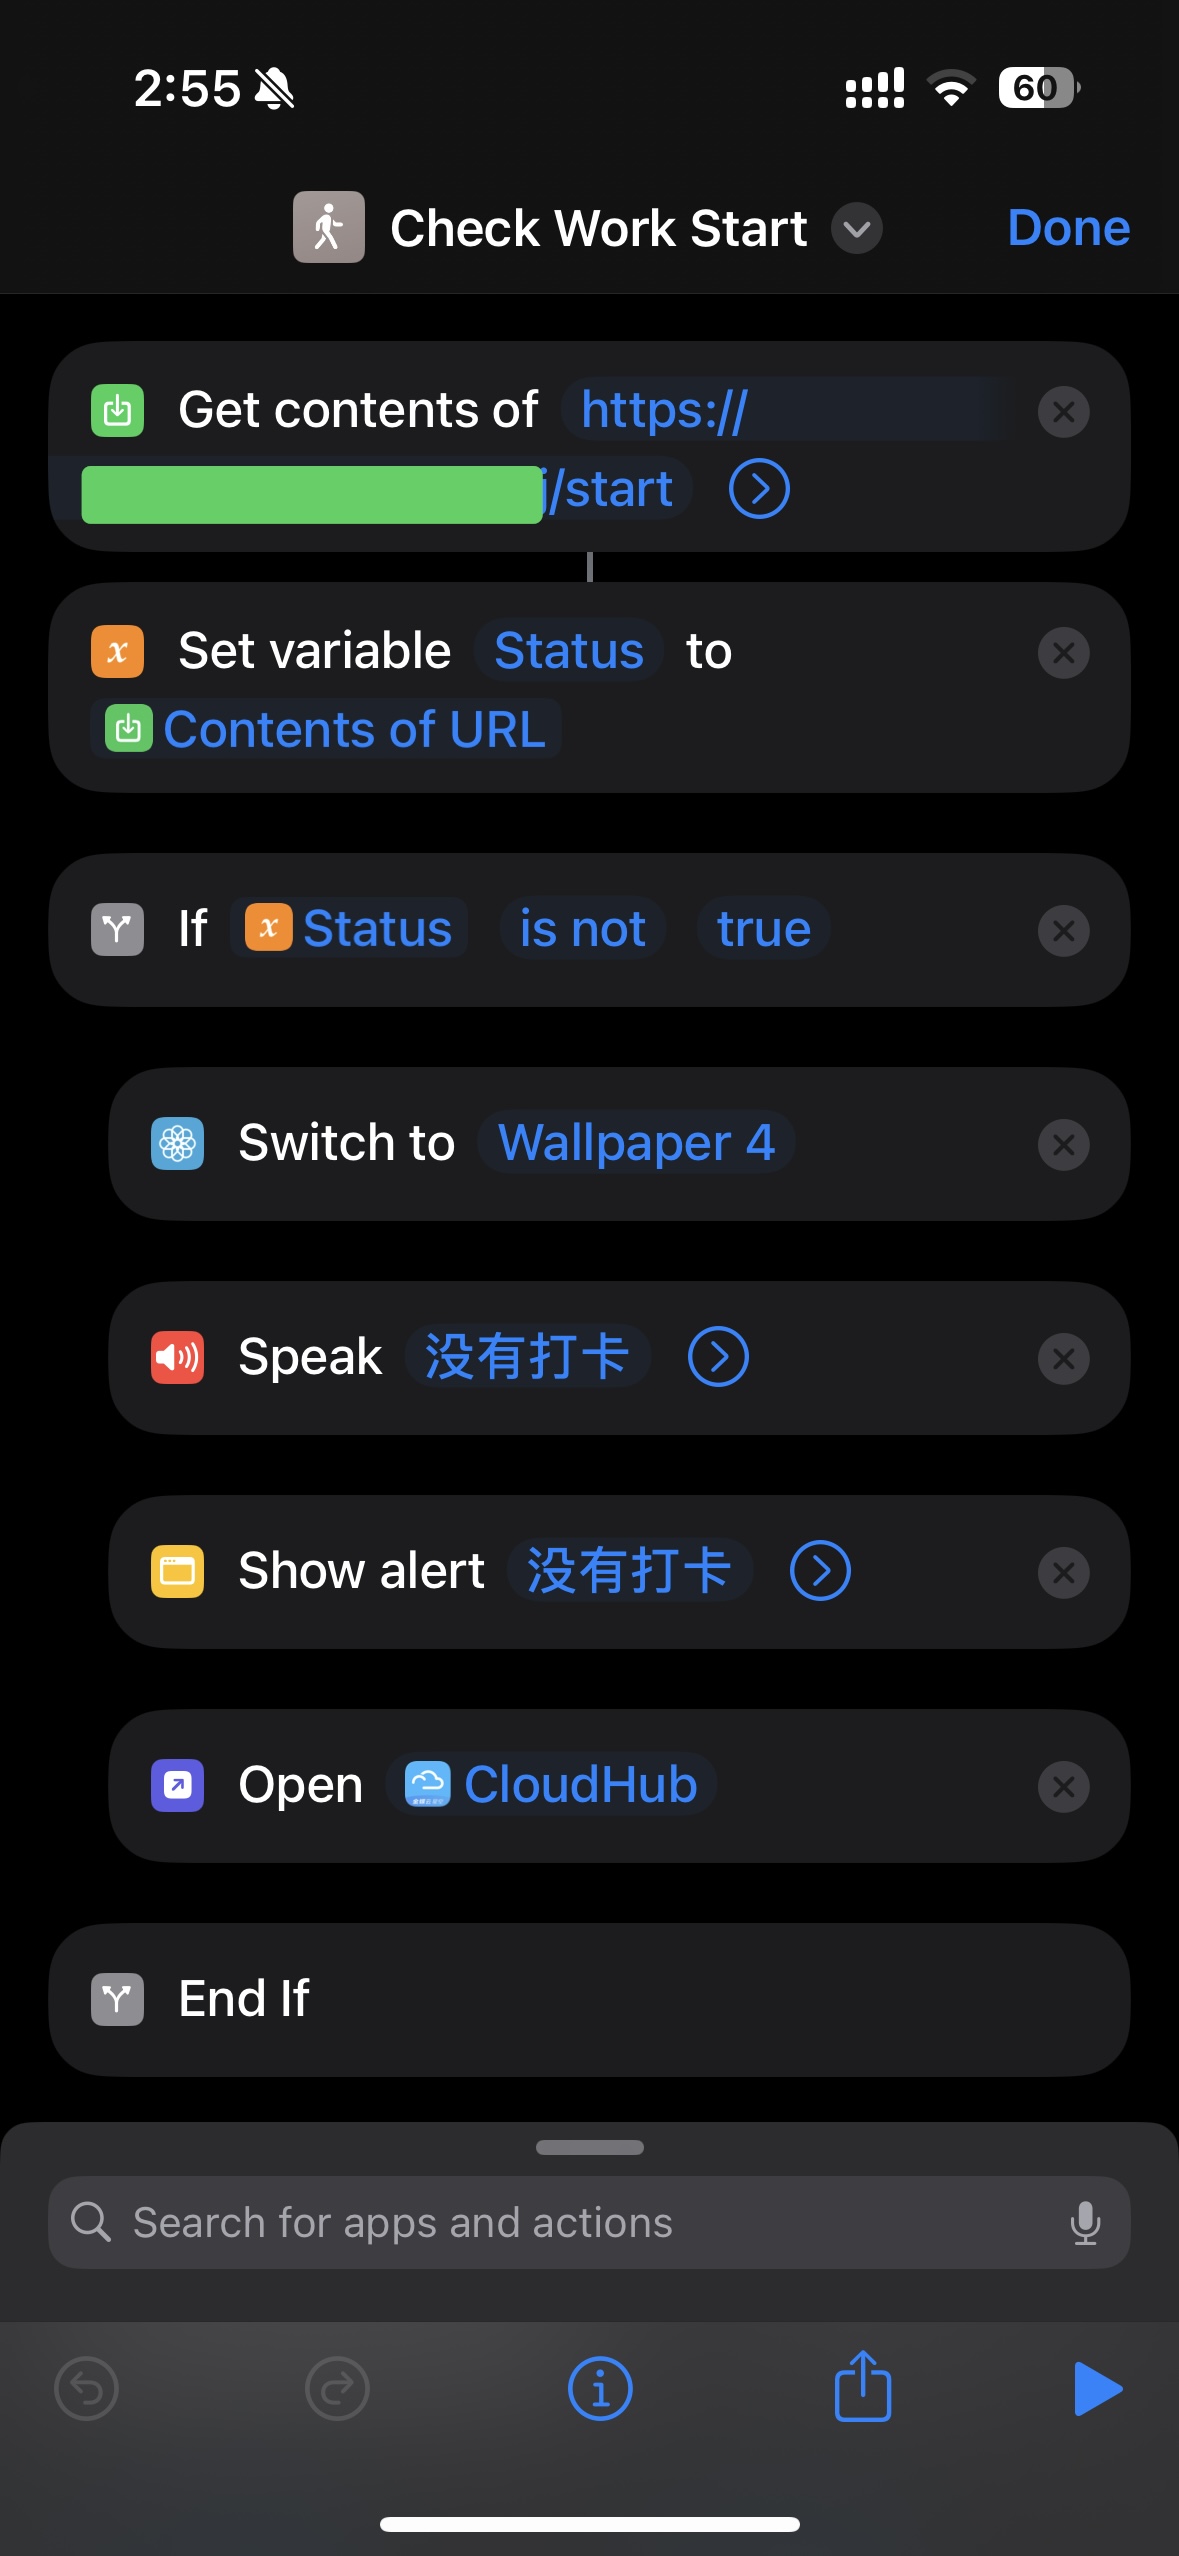 2:55
60
Check Work Start
Done
Get contents of https://
j/start
Set variable Status to
Contents of URL
If Status is not true
Switch to Wallpaper 4
Speak 没有打卡
Show alert 没有打卡
Open CloudHub
End If
Search for apps and actions